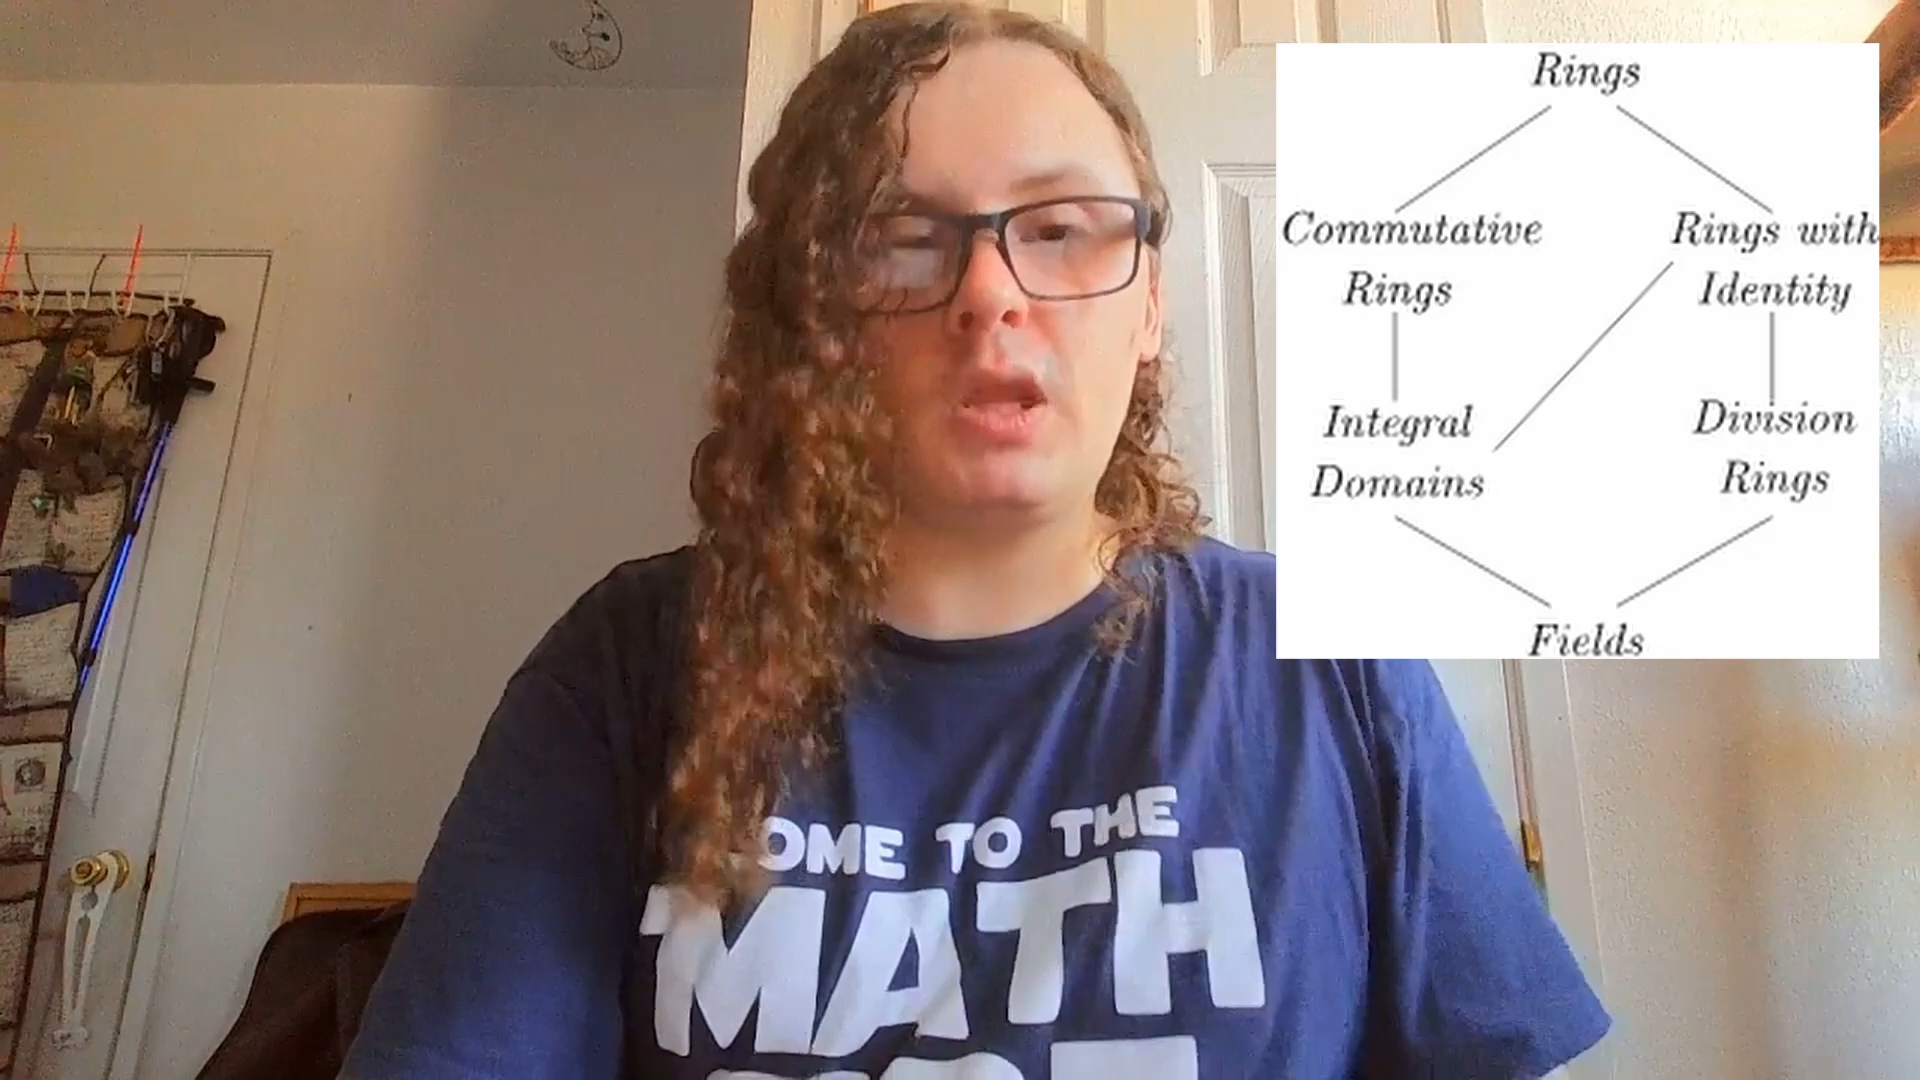 Rings
Commutative
Rings
Rings with
Identity
Integral
Domains
Division
Rings
Fields
OME TO THE
MATH